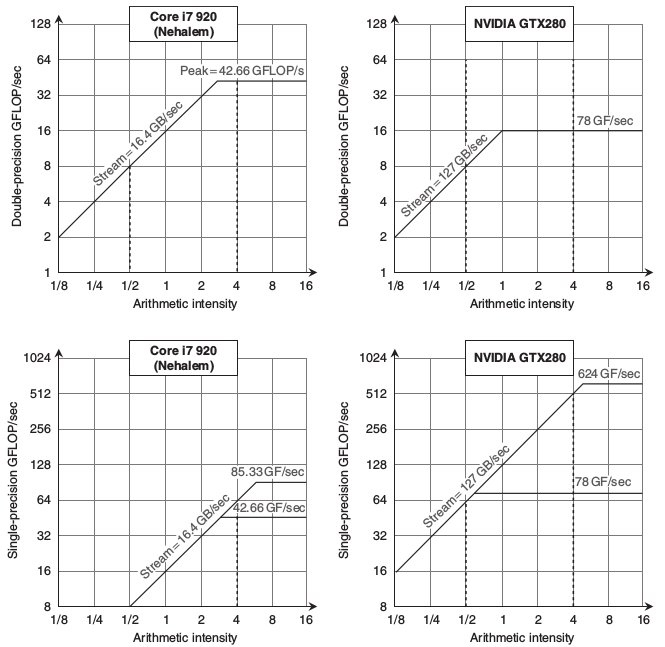 Core i7 920
(Nehalem)
128
64
32
16
8
4
2
1
Double-precision GFLOP/sec
Peak=42.66 GFLOP/s
Stream=16.4 GB/sec
1/8 1/4 1/2 1 2 4 8 16
Arithmetic intensity
NVIDIA GTX280
128
64
32
16
8
4
2
1
Double-precision GFLOP/sec
78 GF/sec
Stream=127 GB/sec
1/8 1/4 1/2 1 2 4 8 16
Arithmetic intensity
Core i7 920
(Nehalem)
1024
512
256
128
64
32
16
8
Single-precision GFLOP/sec
85.33 GF/sec
42.66 GF/sec
Stream=16.4 GB/sec
1/8 1/4 1/2 1 2 4 8 16
Arithmetic intensity
NVIDIA GTX280
1024
512
256
128
64
32
16
8
Single-precision GFLOP/sec
624 GF/sec
78 GF/sec
Stream=127 GB/sec
1/8 1/4 1/2 1 2 4 8 16
Arithmetic intensity